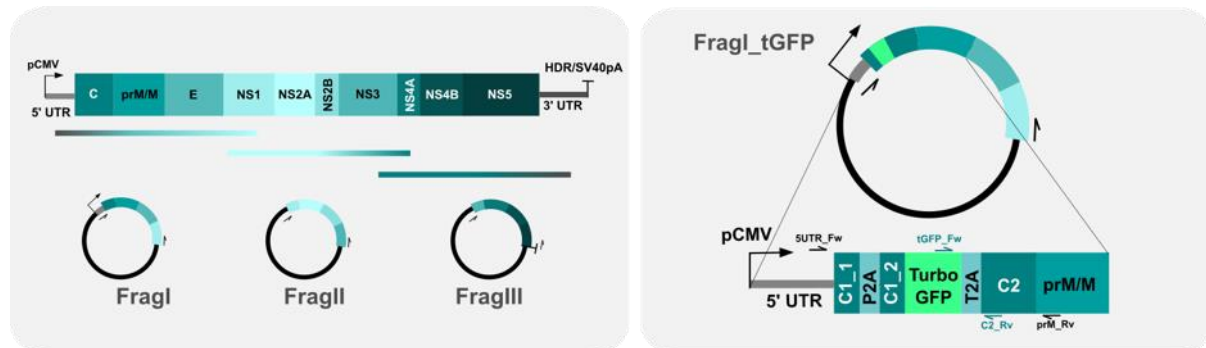 pCMV
HDR/SV40pA
C
prM/M
E
NS1
NS2A
NS2B
NS3
NS4A
NS4B
NS5
5' UTR
3' UTR
FragI
FragII
FragIII
FragI_tGFP
pCMV
5UTR_Fw
tGFP_Fw
5' UTR
C1_1
P2A
C1_2
Turbo
GFP
T2A
C2
prM/M
C2_Rv
prM_Rv